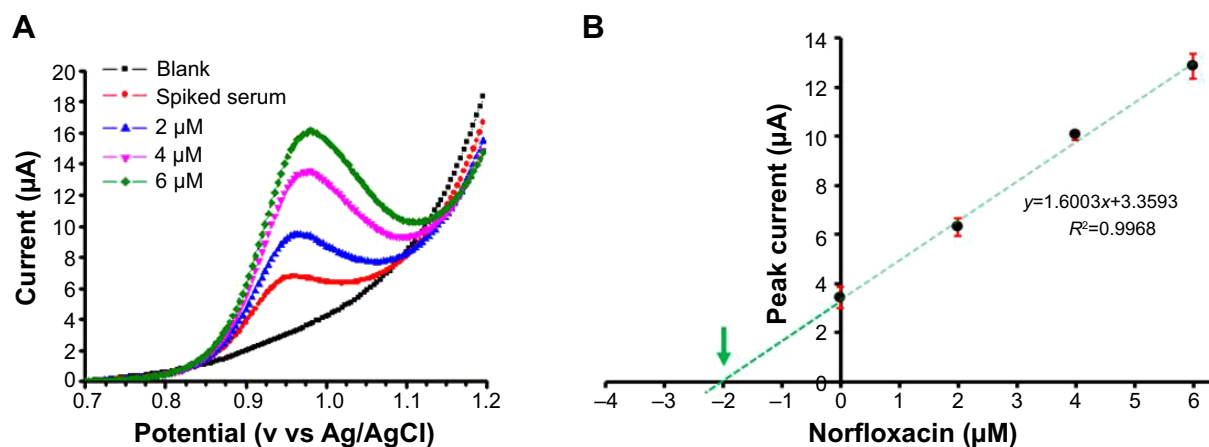 A
Current (µA)
20
18
16
14
12
10
8
6
4
2
0
Blank
Spiked serum
2 µM
4 µM
6 µM
0.7 0.8 0.9 1.0 1.1 1.2
Potential (v vs Ag/AgCl)
B
Peak current (µA)
14
12
10
8
6
4
2
0
y=1.6003x+3.3593
R²=0.9968
–4 –3 –2 –1 0 2 4 5 6
Norfloxacin (µM)